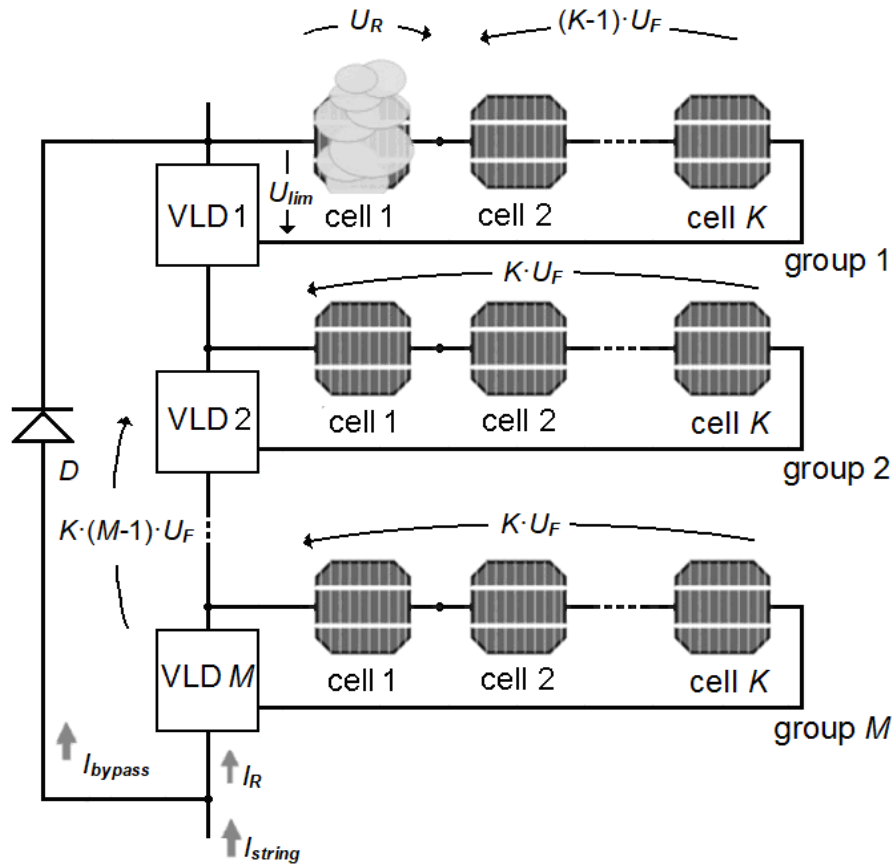 U_R
(K-1)·U_F
VLD 1
U_lim
cell 1
cell 2
cell K
group 1
K·U_F
VLD 2
cell 1
cell 2
cell K
group 2
D
K·(M-1)·U_F
K·U_F
VLD M
cell 1
cell 2
cell K
group M
I_bypass
I_R
I_string